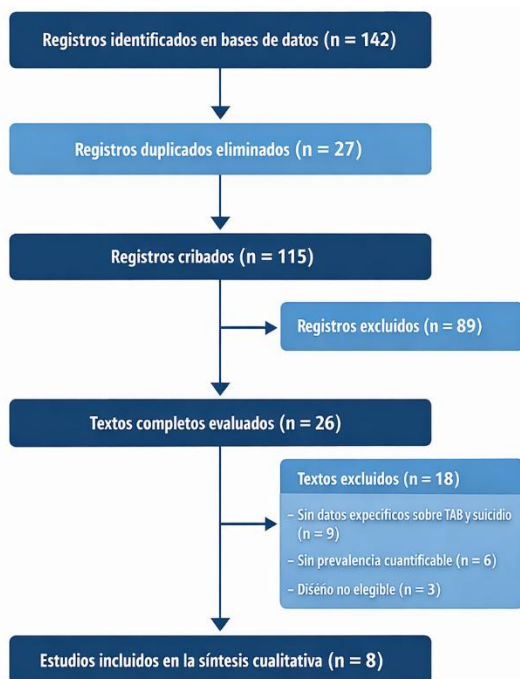 Registros identificados en bases de datos (n = 142)
Registros duplicados eliminados (n = 27)
Registros cribados (n = 115)
Registros excluidos (n = 89)
Textos completos evaluados (n = 26)
Textos excluidos (n = 18)
– Sin datos expecificos sobre TAB y suicidio
(n = 9)
– Sin prevalencia cuantificable (n = 6)
– Diśéño no elegible (n = 3)
Estudios incluidos en la síntesis cualitativa (n = 8)